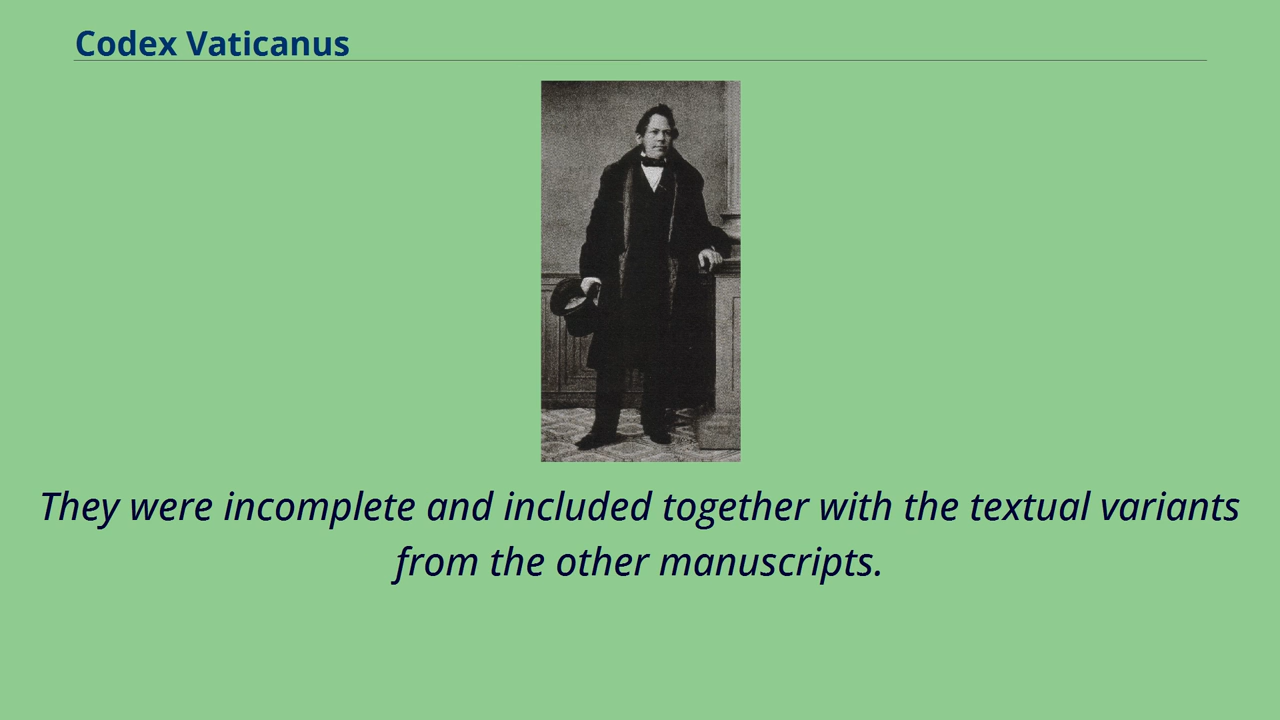 Codex Vaticanus
They were incomplete and included together with the textual variants
from the other manuscripts.